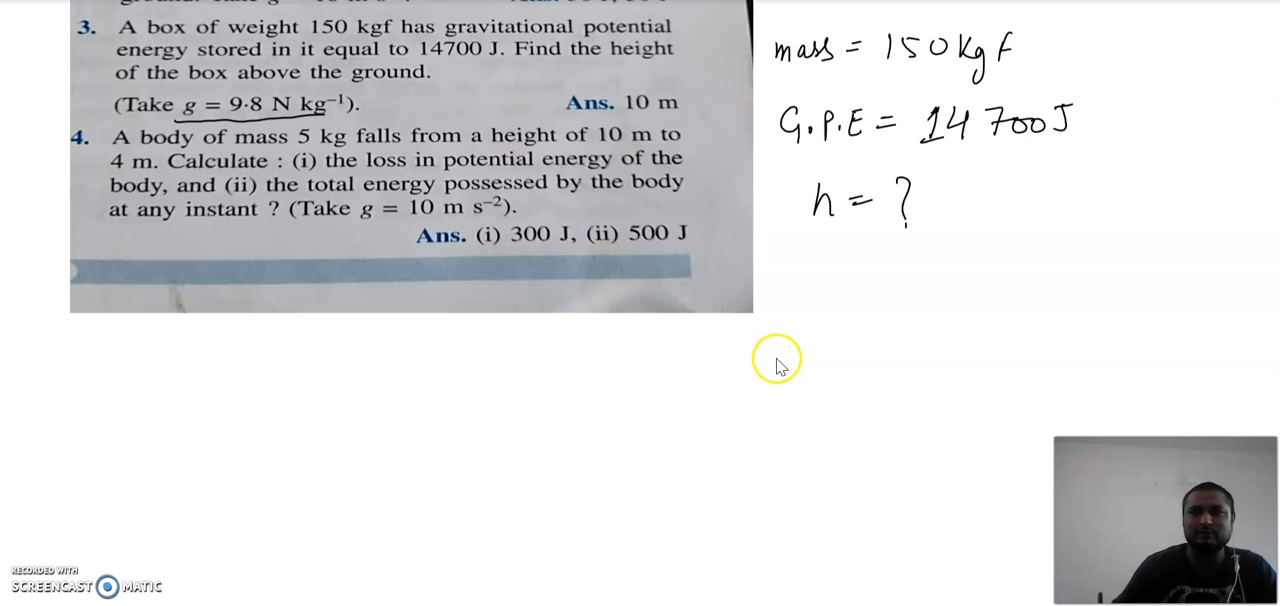 3. A box of weight 150 kgf has gravitational potential
energy stored in it equal to 14700 J. Find the height
of the box above the ground.
(Take g = 9·8 N kg⁻¹). Ans. 10 m
4. A body of mass 5 kg falls from a height of 10 m to
4 m. Calculate : (i) the loss in potential energy of the
body, and (ii) the total energy possessed by the body
at any instant ? (Take g = 10 m s⁻²).
Ans. (i) 300 J, (ii) 500 J
mass = 150 kgf
G.P.E = 14700J
h = ?
RECORDED WITH
SCREENCAST MATIC